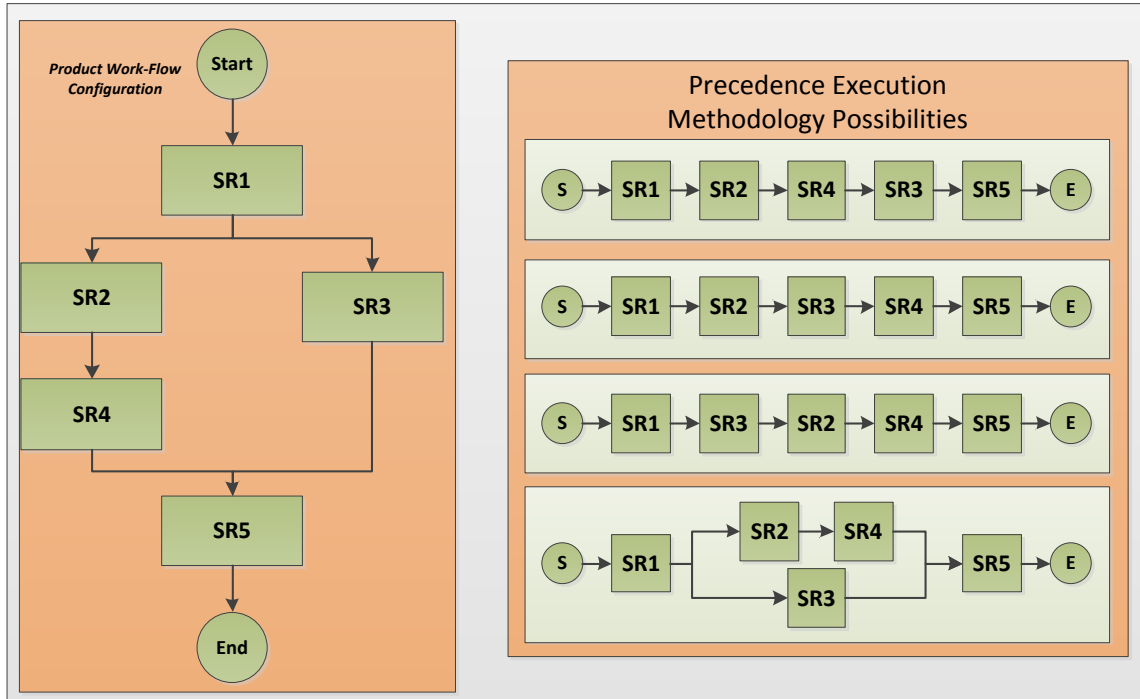 Product Work-Flow
Configuration
Start
SR1
SR2
SR3
SR4
SR5
End
Precedence Execution
Methodology Possibilities
S SR1 SR2 SR4 SR3 SR5 E
S SR1 SR2 SR3 SR4 SR5 E
S SR1 SR3 SR2 SR4 SR5 E
SR2 SR4
S SR1 SR5 E
SR3